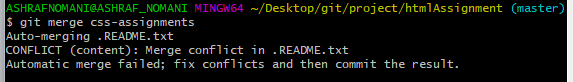 ASHRAFNOMANI@ASHRAF_NOMANI MINGW64 ~/Desktop/git/project/htmlAssignment (master)
$ git merge css-assignments
Auto-merging .README.txt
CONFLICT (content): Merge conflict in .README.txt
Automatic merge failed; fix conflicts and then commit the result.